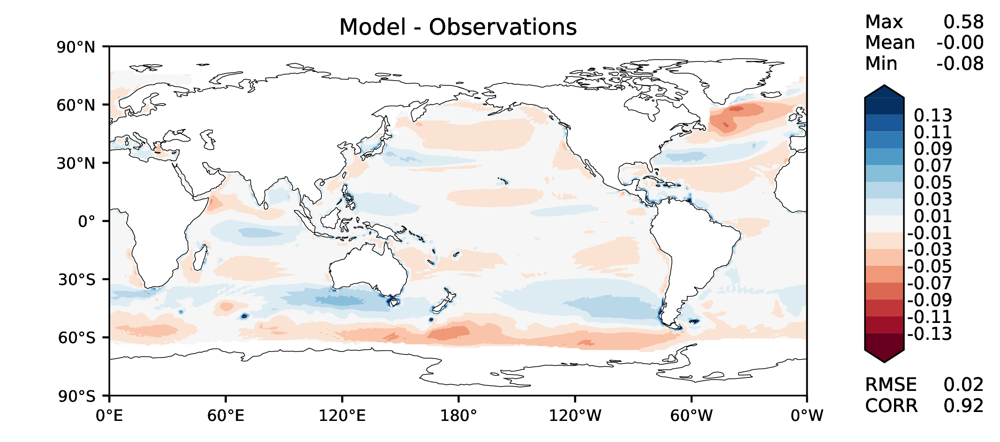 Model - Observations
Max 0.58
Mean -0.00
Min -0.08
90°N
60°N
30°N
0°
30°S
60°S
90°S
0°E 60°E 120°E 180° 120°W 60°W 0°W
0.13
0.11
0.09
0.07
0.05
0.03
0.01
-0.01
-0.03
-0.05
-0.07
-0.09
-0.11
-0.13
RMSE 0.02
CORR 0.92